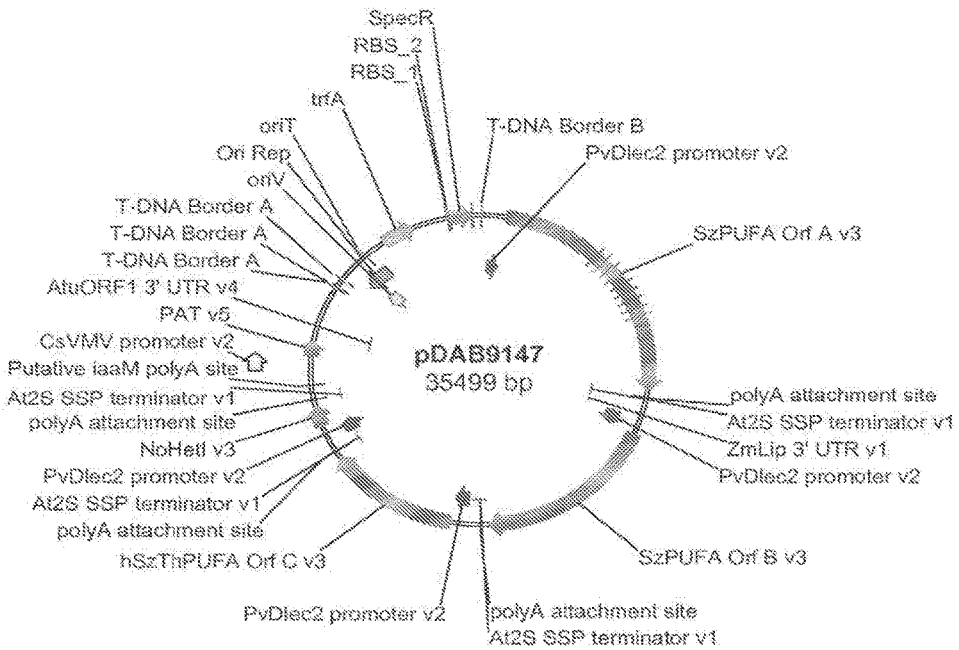 SpecR
RBS_2
RBS_1
trfA
oriT
Ori Rep
oriV
T-DNA Border A
T-DNA Border A
T-DNA Border A
AtuORF1 3' UTR v4
PAT v6
CsVMV promoter v2
Putative iaaM polyA site
At2S SSP terminator v1
polyA attachment site
NoHetI v3
PvDlec2 promoter v2
At2S SSP terminator v1
polyA attachment site
hSzThPUFA Orf C v3
PvDlec2 promoter v2
T-DNA Border B
PvDlec2 promoter v2
SzPUFA Orf A v3
pDAB9147
35499 bp
polyA attachment site
At2S SSP terminator v1
ZmLip 3' UTR v1
PvDlec2 promoter v2
SzPUFA Orf B v3
polyA attachment site
At2S SSP terminator v1